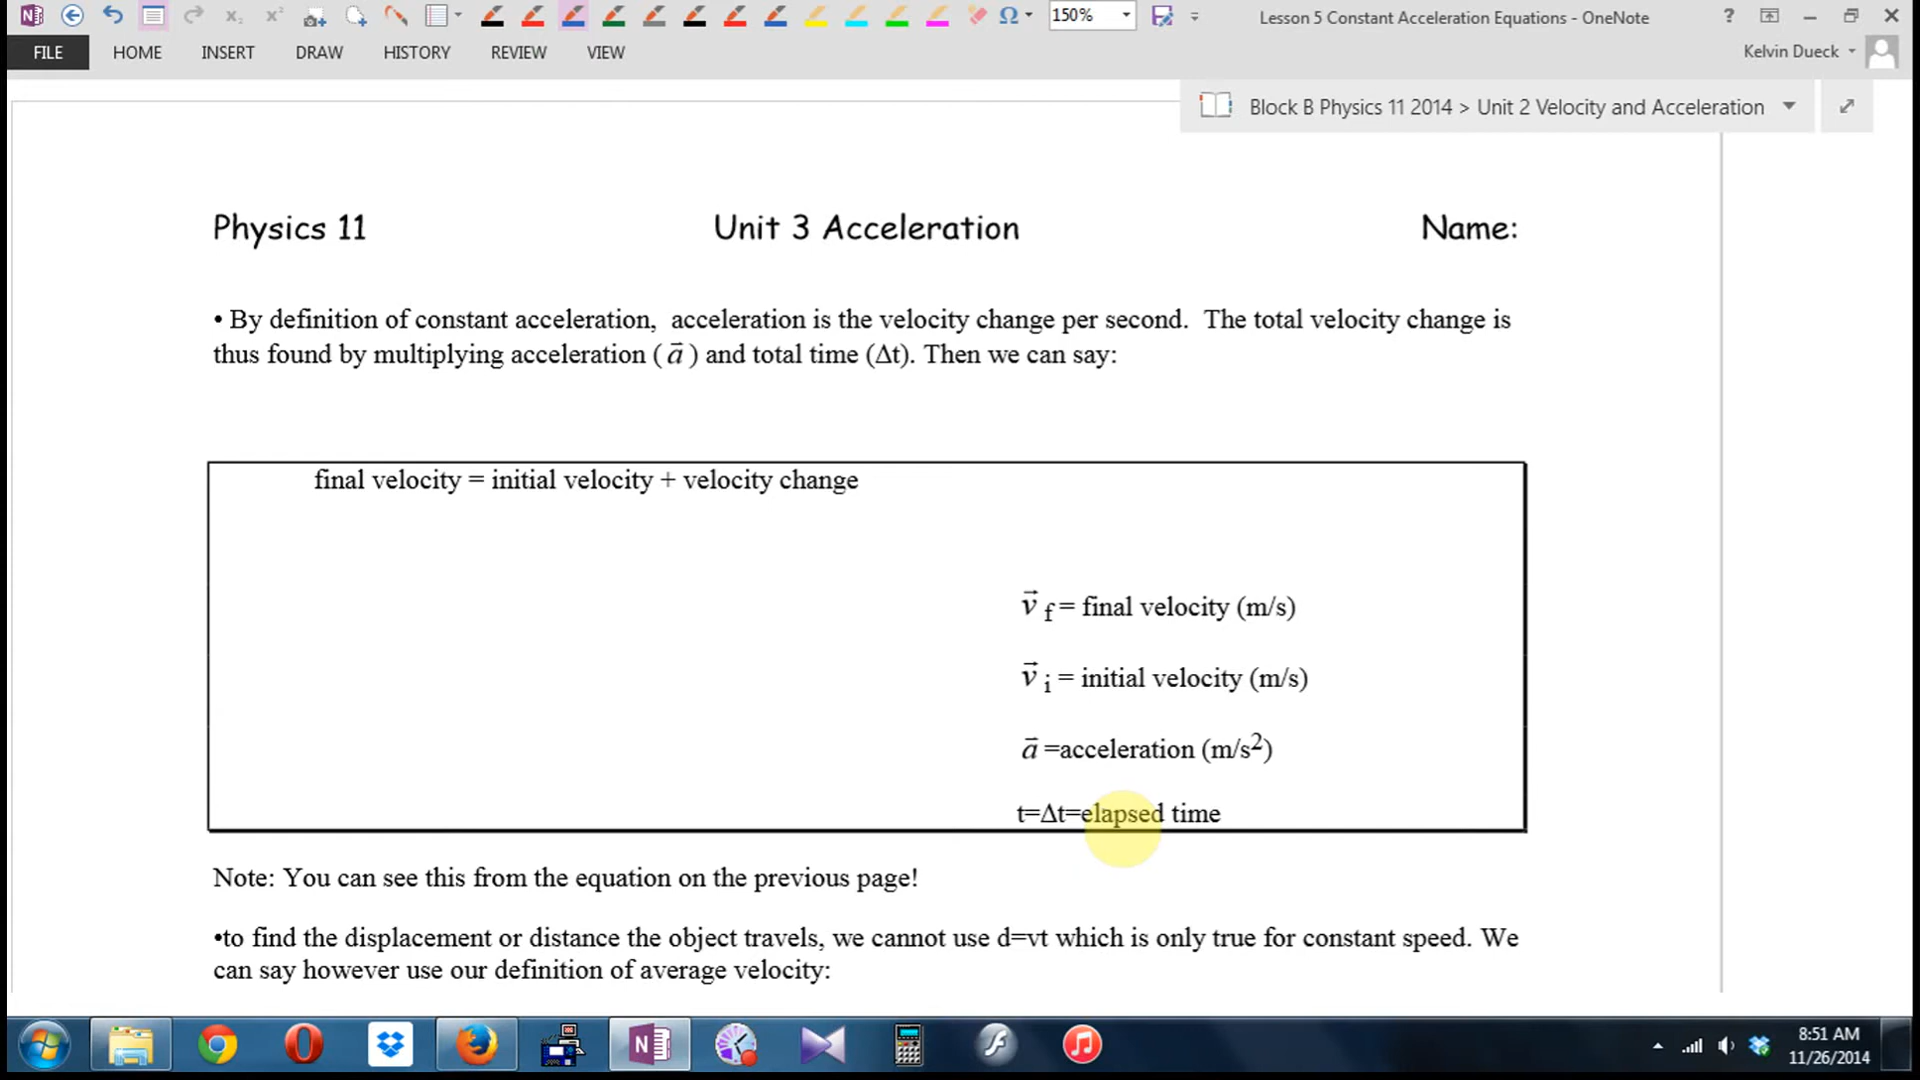 150%
Lesson 5 Constant Acceleration Equations - OneNote
?
FILE HOME INSERT DRAW HISTORY REVIEW VIEW
Kelvin Dueck
Block B Physics 11 2014 > Unit 2 Velocity and Acceleration
Physics 11 Unit 3 Acceleration Name:
• By definition of constant acceleration, acceleration is the velocity change per second. The total velocity change is
thus found by multiplying acceleration ( a⃗ ) and total time (Δt). Then we can say:
final velocity = initial velocity + velocity change
v⃗ f = final velocity (m/s)
v⃗ i = initial velocity (m/s)
a⃗ =acceleration (m/s²)
t=Δt=elapsed time
Note: You can see this from the equation on the previous page!
•to find the displacement or distance the object travels, we cannot use d=vt which is only true for constant speed. We
can say however use our definition of average velocity:
8:51 AM
11/26/2014